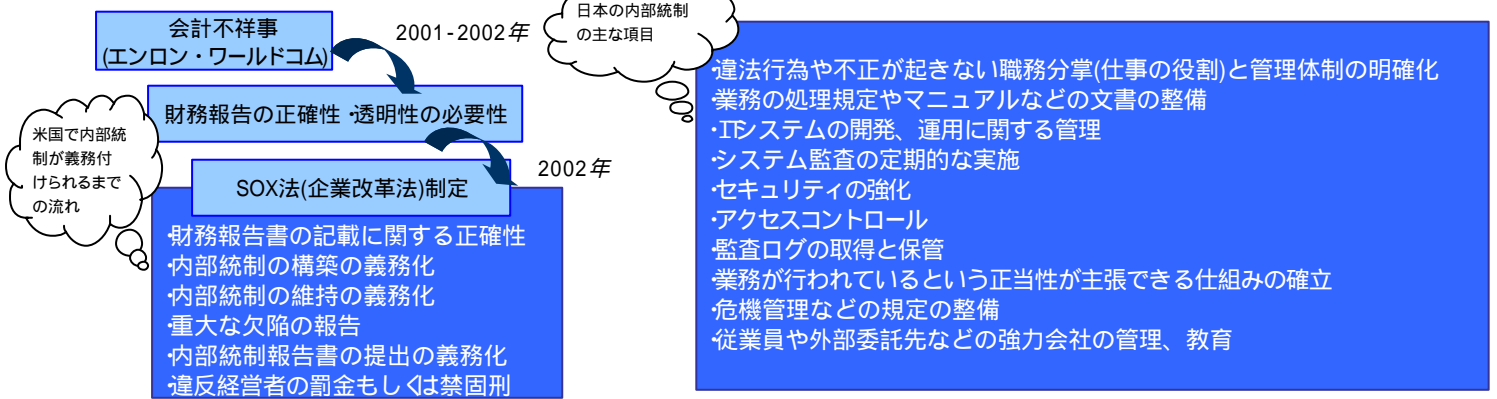 会計不祥事
(エンロン・ワールドコム)
2001-2002年
財務報告の正確性・透明性の必要性
米国で内部統
制が義務付
けられるまで
の流れ
2002年
SOX法(企業改革法)制定
・財務報告書の記載に関する正確性
・内部統制の構築の義務化
・内部統制の維持の義務化
・重大な欠陥の報告
・内部統制報告書の提出の義務化
・違反経営者の罰金もしくは禁固刑
日本の内部統制
の主な項目
・違法行為や不正が起きない職務分掌(仕事の役割)と管理体制の明確化
・業務の処理規定やマニュアルなどの文書の整備
・ITシステムの開発、運用に関する管理
・システム監査の定期的な実施
・セキュリティの強化
・アクセスコントロール
・監査ログの取得と保管
・業務が行われているという正当性が主張できる仕組みの確立
・危機管理などの規定の整備
・従業員や外部委託先などの強力会社の管理、教育